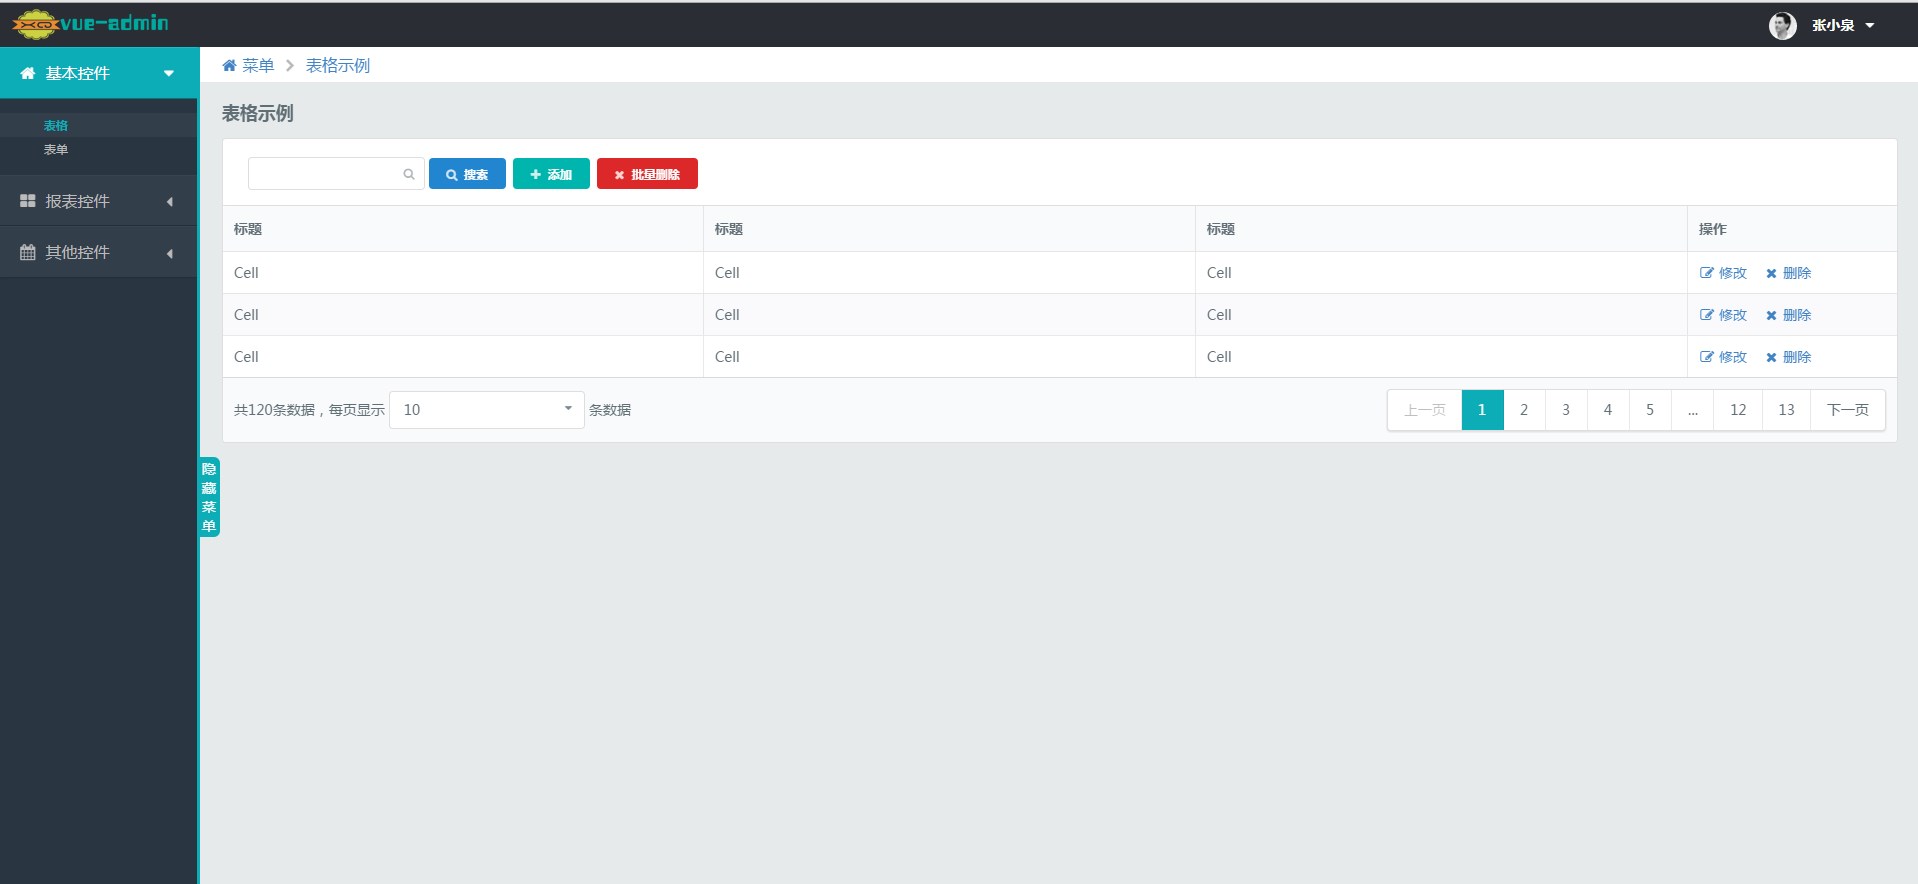 XQ vue-admin
张小泉
基本控件
表格
表单
报表控件
其他控件
隐藏菜单
菜单 表格示例
表格示例
搜索 添加 批量删除
标题 标题 标题 操作
Cell Cell Cell 修改 删除
Cell Cell Cell 修改 删除
Cell Cell Cell 修改 删除
共120条数据，每页显示 10 条数据 上一页 1 2 3 4 5 ... 12 13 下一页